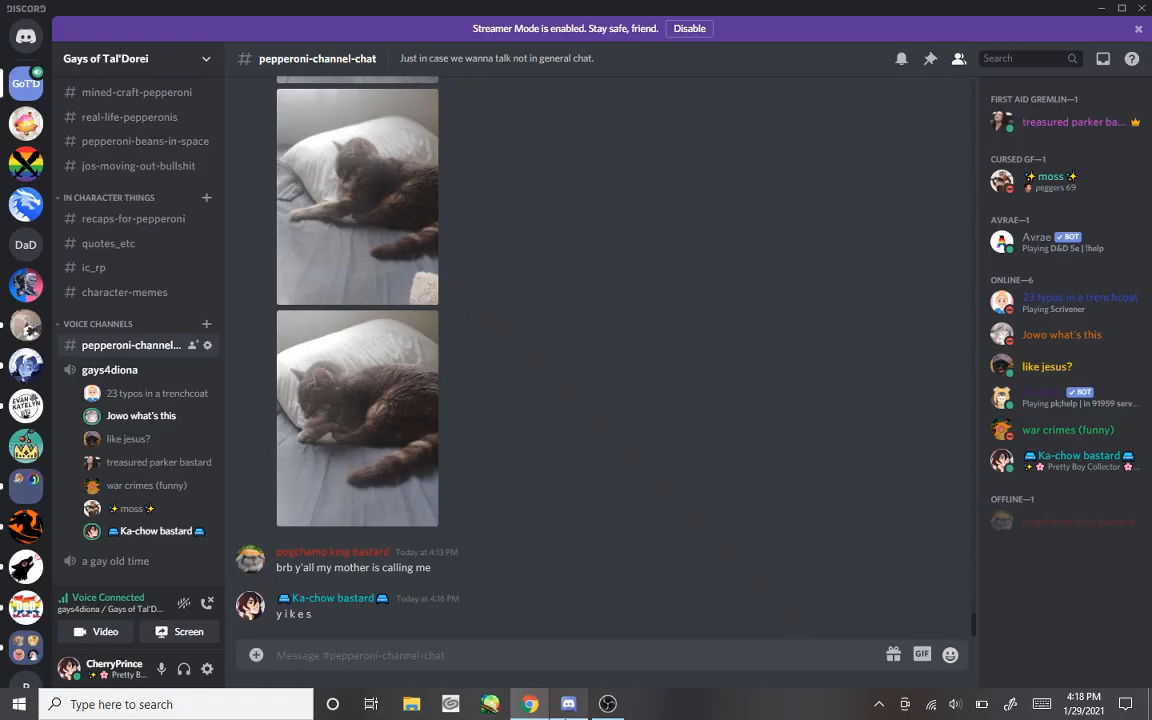 DISCORD
Streamer Mode is enabled. Stay safe, friend.
Disable
Gays of Tal'Dorei
# pepperoni-channel-chat
Just in case we wanna talk not in general chat.
Search
GoT'D
DaD
EVAN
KATELYN
# mined-craft-pepperoni
# real-life-pepperonis
# pepperoni-beans-in-space
# jos-moving-out-bullshit
IN CHARACTER THINGS
# recaps-for-pepperoni
# quotes_etc
# ic_rp
# character-memes
VOICE CHANNELS
# pepperoni-channel...
gays4diona
23 typos in a trenchcoat
Jowo what's this
like jesus?
treasured parker bastard
war crimes (funny)
✨moss✨
Ka-chow bastard
a gay old time
Voice Connected
gays4diona / Gays of Tal'D...
Video
Screen
CherryPrince
✨🌸 Pretty B...
pogchamp king bastard Today at 4:13 PM
brb y'all my mother is calling me
Ka-chow bastard Today at 4:16 PM
y i k e s
Message #pepperoni-channel-chat
GIF
FIRST AID GREMLIN—1
treasured parker ba...
CURSED GF—1
✨moss✨
peggers 69
AVRAE—1
Avrae ✓ BOT
Playing D&D 5e | !help
ONLINE—6
23 typos in a trenchcoat
Playing Scrivener
Jowo what's this
like jesus?
✓ BOT
Playing pk;help | in 91959 serv...
war crimes (funny)
Ka-chow bastard
✨🌸 Pretty Boy Collector 🌸...
OFFLINE—1
pogchamp king bastard
Type here to search
4:18 PM
1/29/2021